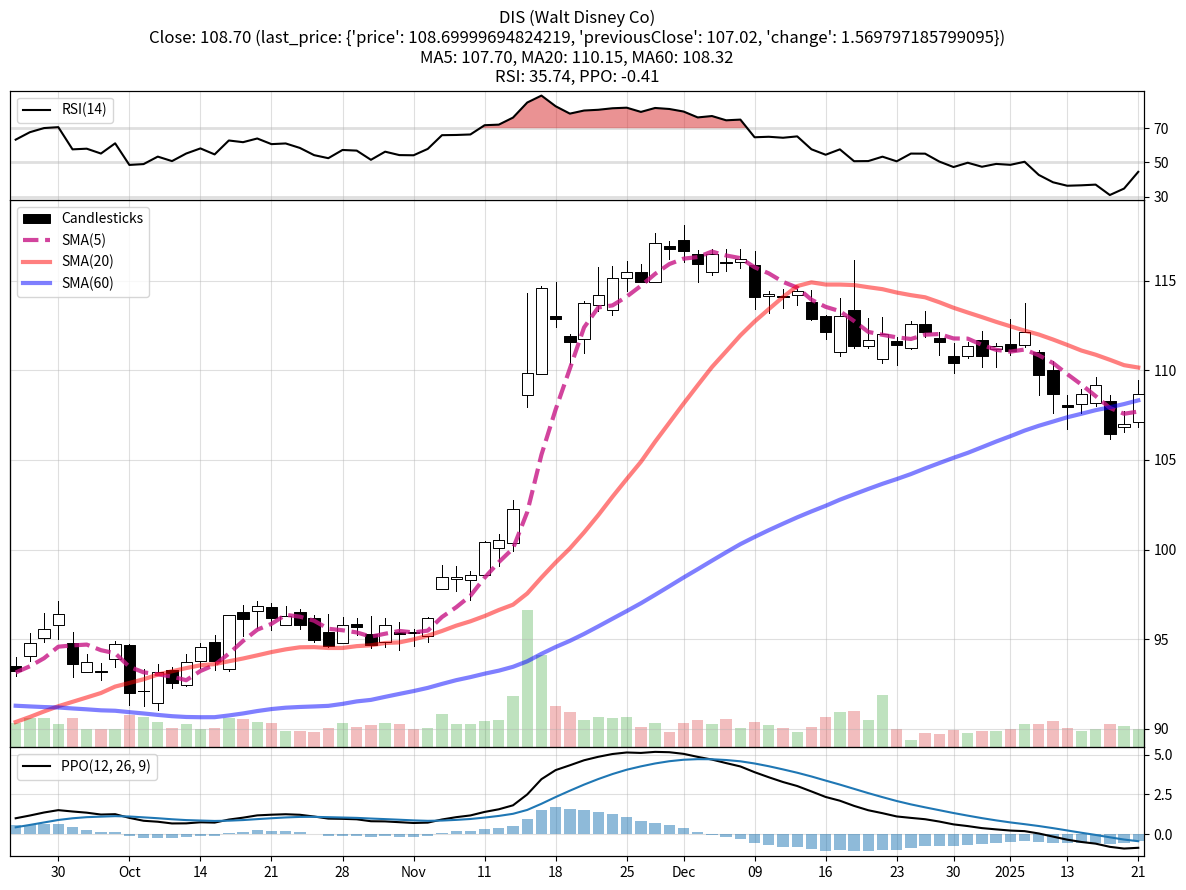 DIS (Walt Disney Co)
Close: 108.70 (last_price: {'price': 108.69999694824219, 'previousClose': 107.02, 'change': 1.569797185799095})
MA5: 107.70, MA20: 110.15, MA60: 108.32
RSI: 35.74, PPO: -0.41
RSI(14)
70
50
30
Candlesticks
SMA(5)
SMA(20)
SMA(60)
115
110
105
100
95
90
PPO(12, 26, 9)
5.0
2.5
0.0
30 Oct 14 21 28 Nov 11 18 25 Dec 09 16 23 30 2025 13 21